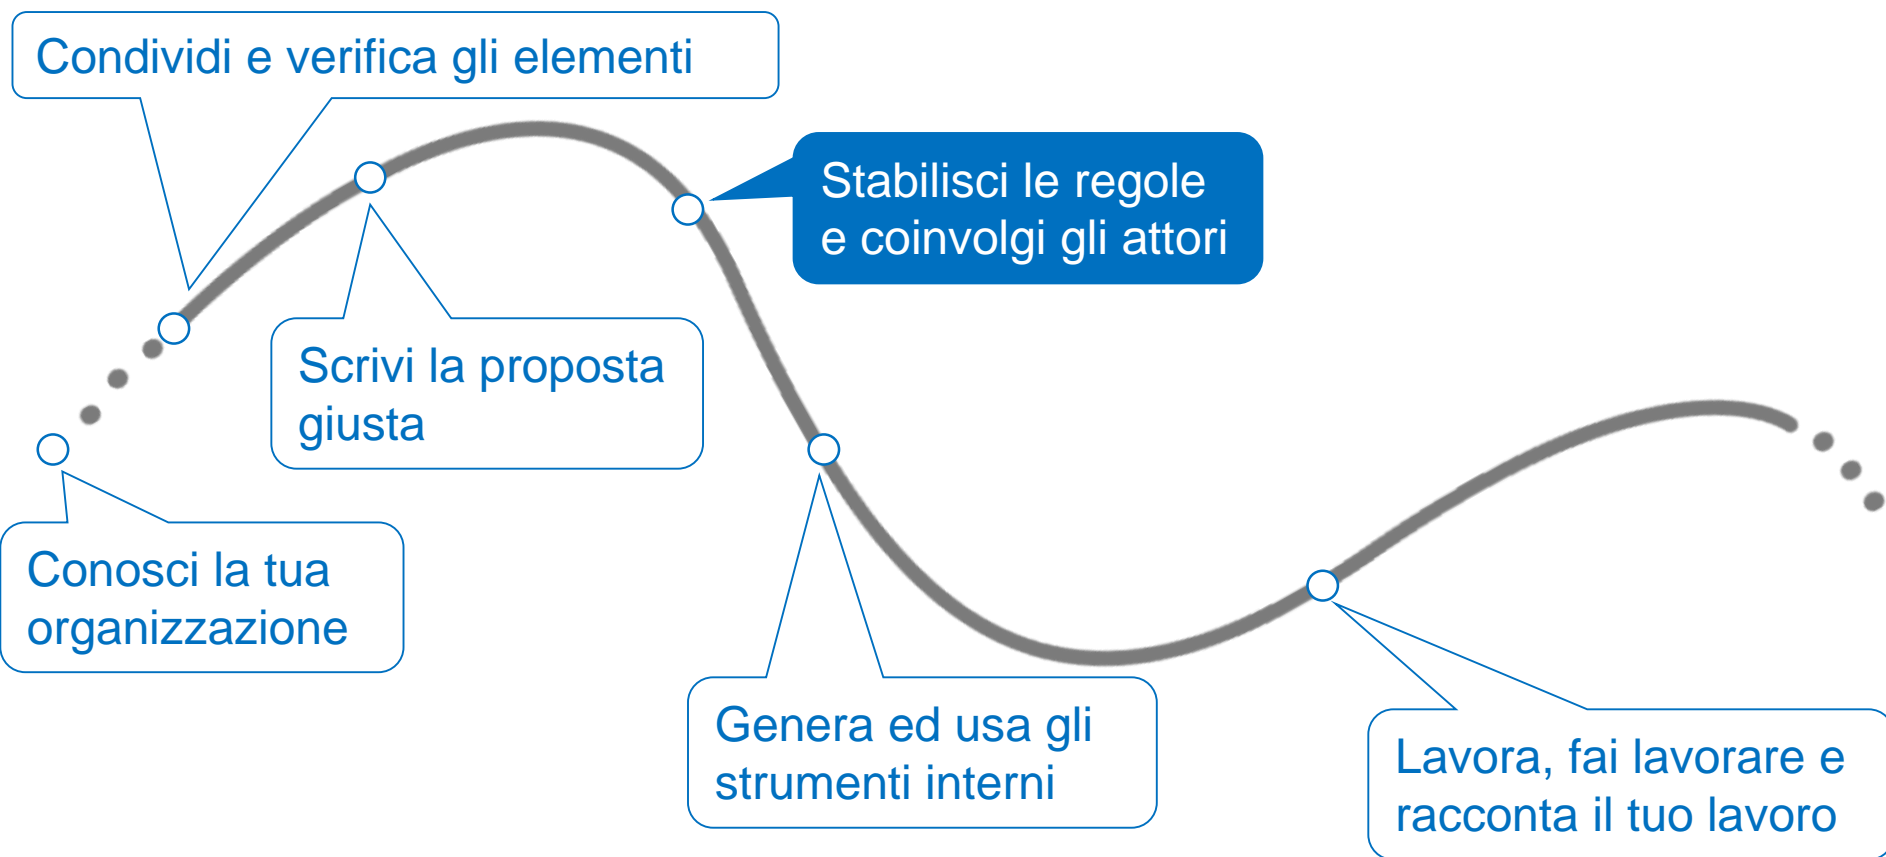 Condividi e verifica gli elementi
Stabilisci le regole
e coinvolgi gli attori
Scrivi la proposta
giusta
Conosci la tua
organizzazione
Genera ed usa gli
strumenti interni
Lavora, fai lavorare e
racconta il tuo lavoro